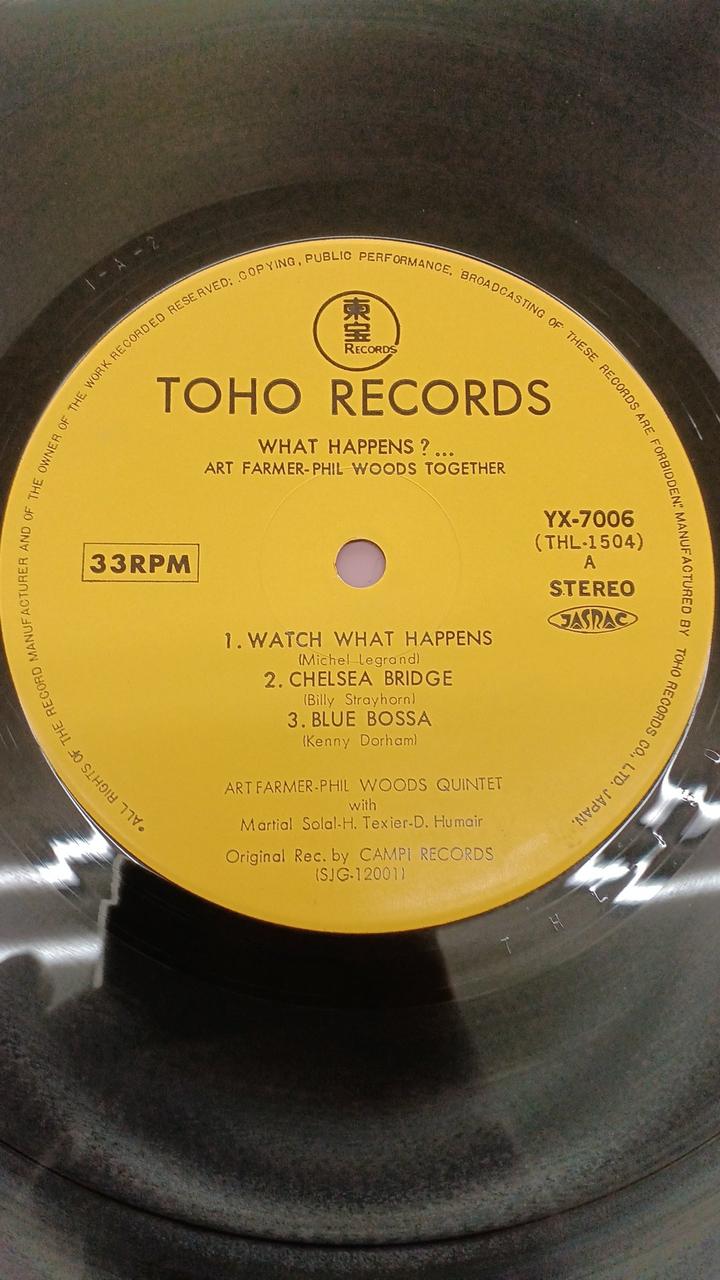 1-A-2
"ALL RIGHTS OF THE RECORD MANUFACTURER AND OF THE OWNER OF THE WORK RECORDED RESERVED; COPYING, PUBLIC PERFORMANCE, BROADCASTING OF THESE RECORDS ARE FORBIDDEN." MANUFACTURED BY TOHO RECORDS CO., LTD. JAPAN.
東宝
RECORDS
TOHO RECORDS
WHAT HAPPENS?...
ART FARMER-PHIL WOODS TOGETHER
33RPM
YX-7006
(THL-1504)
A
STEREO
JASRAC
1. WATCH WHAT HAPPENS
(Michel Legrand)
2. CHELSEA BRIDGE
(Billy Strayhorn)
3. BLUE BOSSA
(Kenny Dorham)
ART FARMER-PHIL WOODS QUINTET
with
Martial Solal-H. Texier-D. Humair
Original Rec. by CAMPI RECORDS
(SJG-12001)
T H L